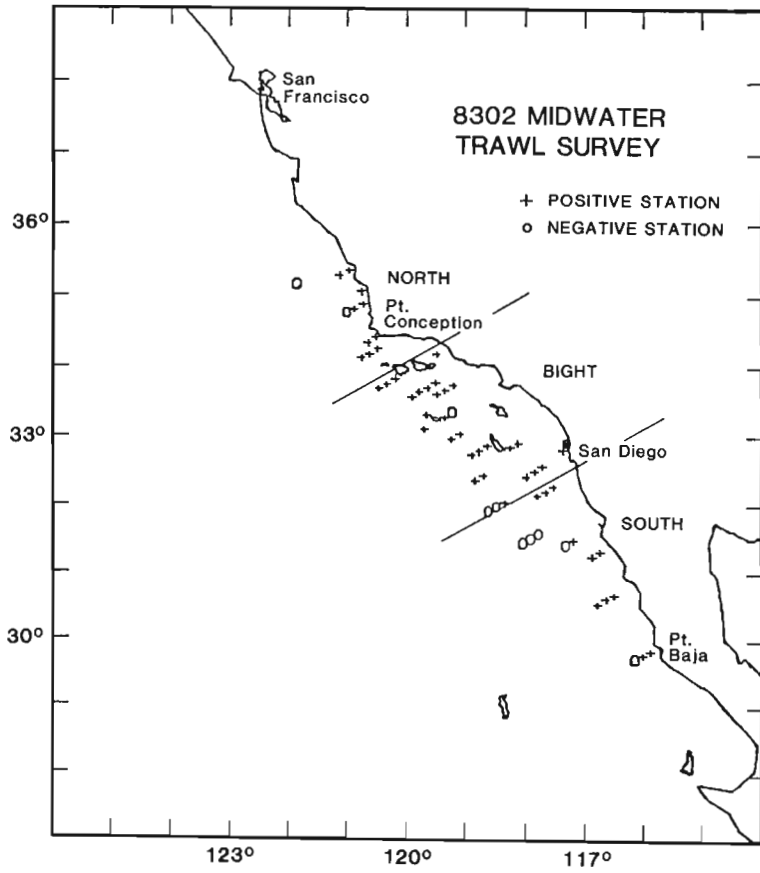 San
Francisco
8302 MIDWATER
TRAWL SURVEY
+ POSITIVE STATION
o NEGATIVE STATION
36°
NORTH
Pt.
Conception
BIGHT
33°
San Diego
SOUTH
30°
Pt.
Baja
123°
120°
117°